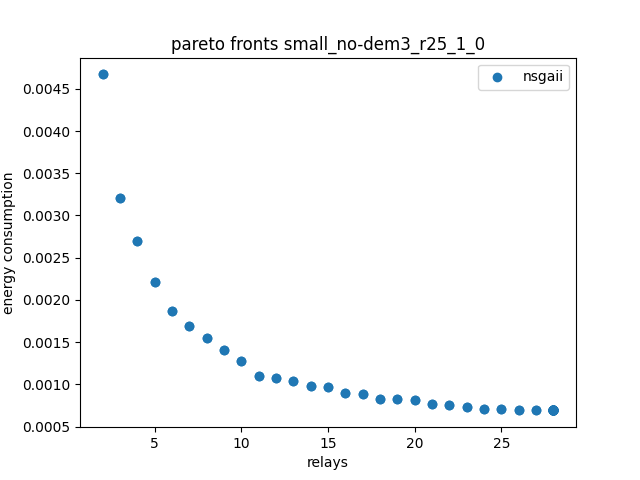 pareto fronts small_no-dem3_r25_1_0
nsgaii
0.0045
0.0040
0.0035
0.0030
0.0025
0.0020
0.0015
0.0010
0.0005
energy consumption
5 10 15 20 25
relays